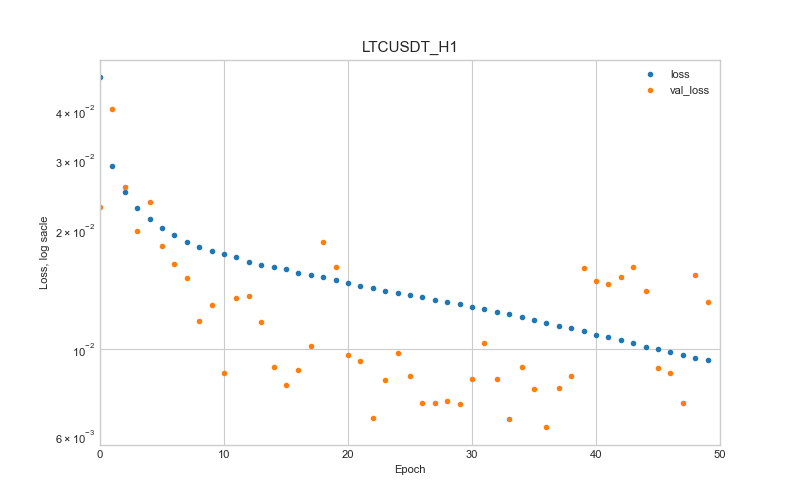 LTCUSDT_H1
loss
val_loss
4 × 10⁻²
3 × 10⁻²
2 × 10⁻²
10⁻²
6 × 10⁻³
Loss, log sacle
0 10 20 30 40 50
Epoch